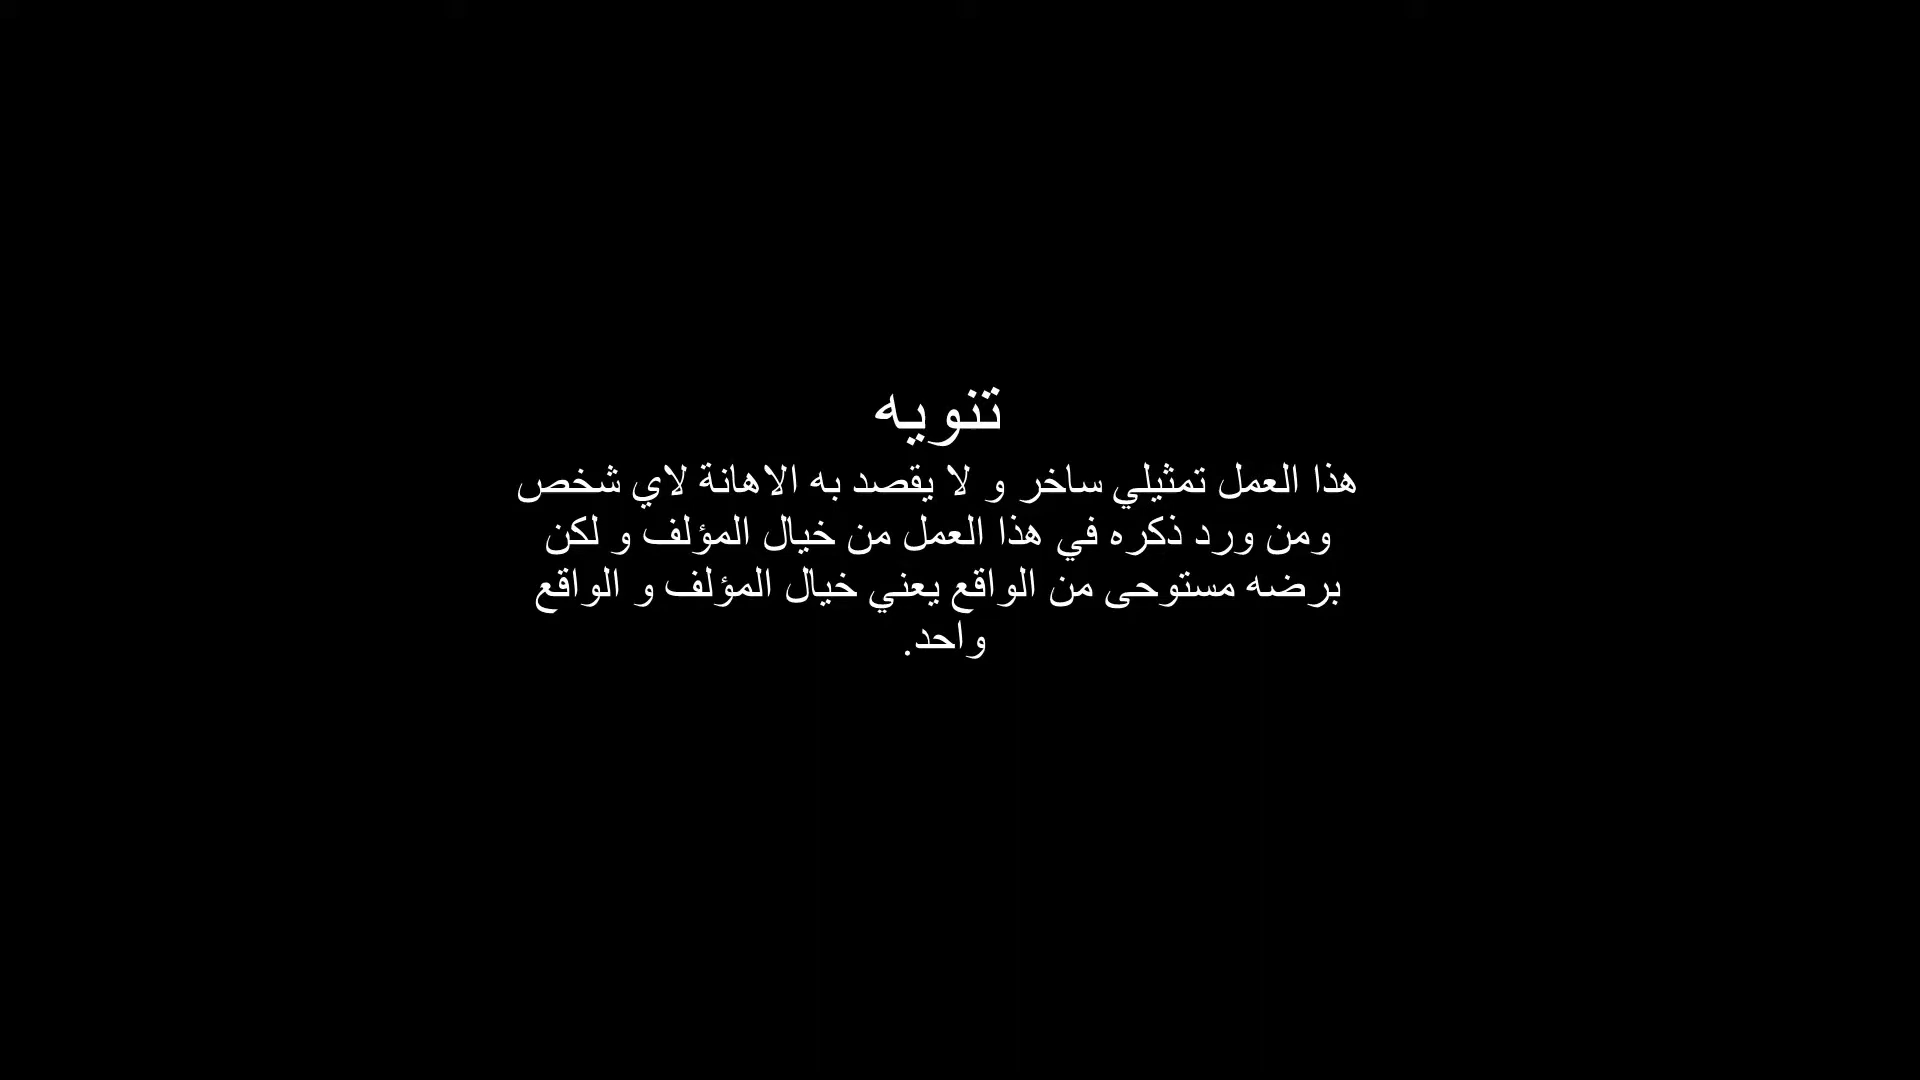 تنويه
هذا العمل تمثيلي ساخر و لا يقصد به الاهانة لاي شخص
ومن ورد ذكره في هذا العمل من خيال المؤلف و لكن
برضه مستوحى من الواقع يعني خيال المؤلف و الواقع
واحد.